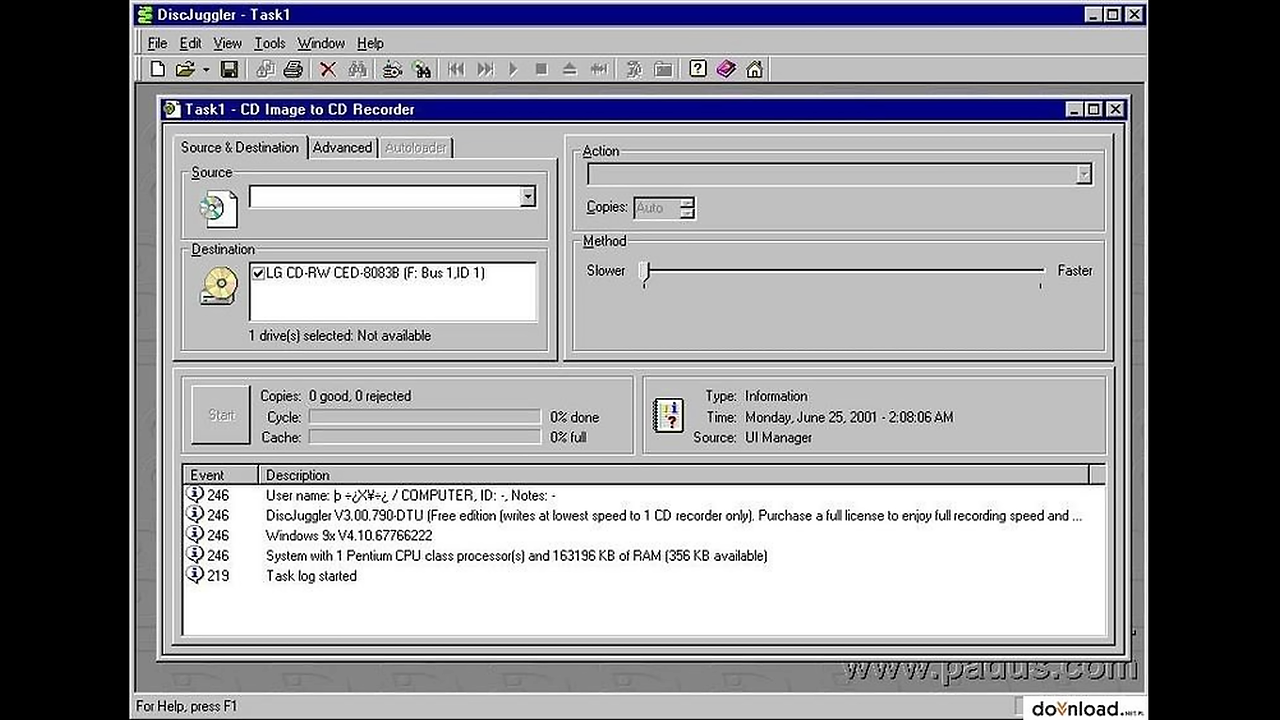 DiscJuggler - Task1
File Edit View Tools Window Help
Task1 - CD Image to CD Recorder
Source & Destination Advanced Autoloader
Source
Destination
LG CD-RW CED-8083B (F: Bus 1,ID 1)
1 drive(s) selected: Not available
Action
Copies: Auto
Method
Slower Faster
Start
Copies: 0 good, 0 rejected
Cycle: 0% done
Cache: 0% full
Type: Information
Time: Monday, June 25, 2001 - 2:08:06 AM
Source: UI Manager
Event Description
246 User name: þ ÷¿X¥÷¿ / COMPUTER, ID: -, Notes: -
246 DiscJuggler V3.00.790-DTU (Free edition (writes at lowest speed to 1 CD recorder only). Purchase a full license to enjoy full recording speed and ...
246 Windows 9x V4.10.67766222
246 System with 1 Pentium CPU class processor(s) and 163196 KB of RAM (356 KB available)
219 Task log started
www.padus.com
For Help, press F1
download.NET.PL